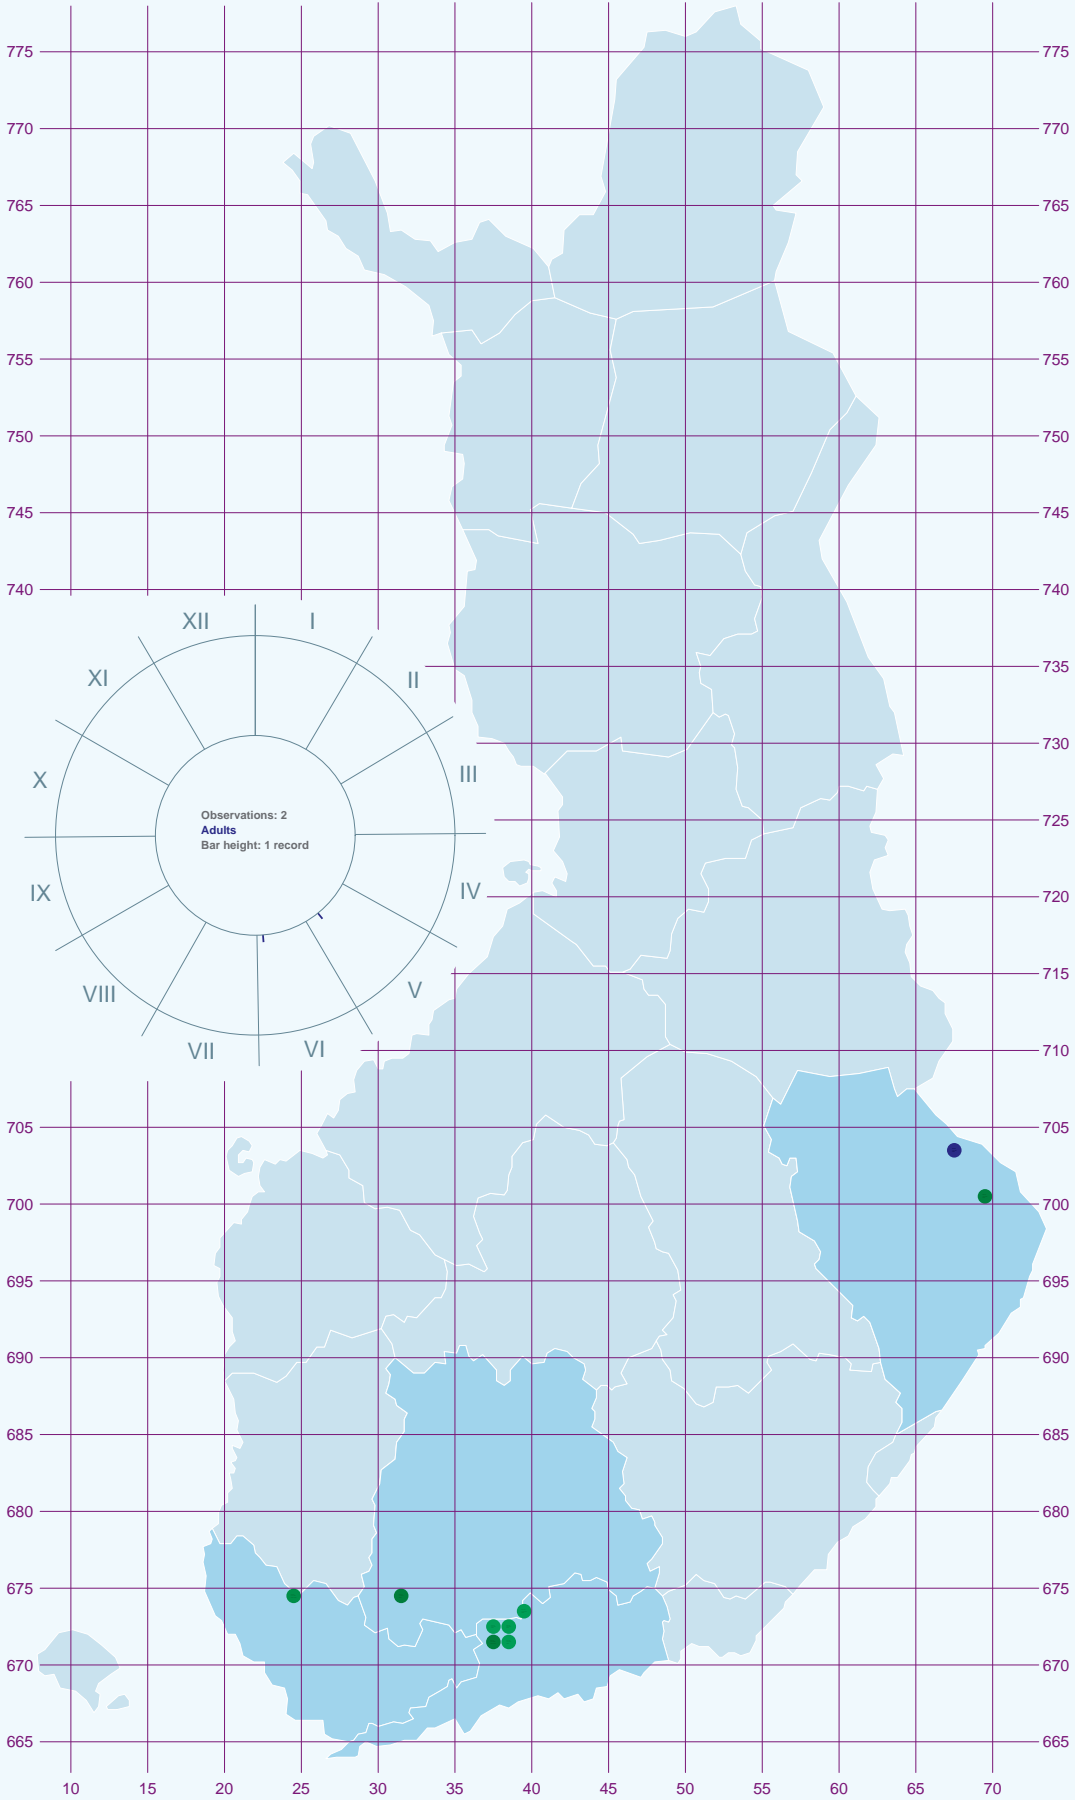 775 775
770 770
765 765
760 760
755 755
750 750
745 745
740 740
XII I
XI II
735
730
X III
Observations: 2
Adults
Bar height: 1 record
725
IX IV
720
715
VIII V
VII VI
710
705 705
700 700
695 695
690 690
685 685
680 680
675 675
670 670
665 665
10 15 20 25 30 35 40 45 50 55 60 65 70